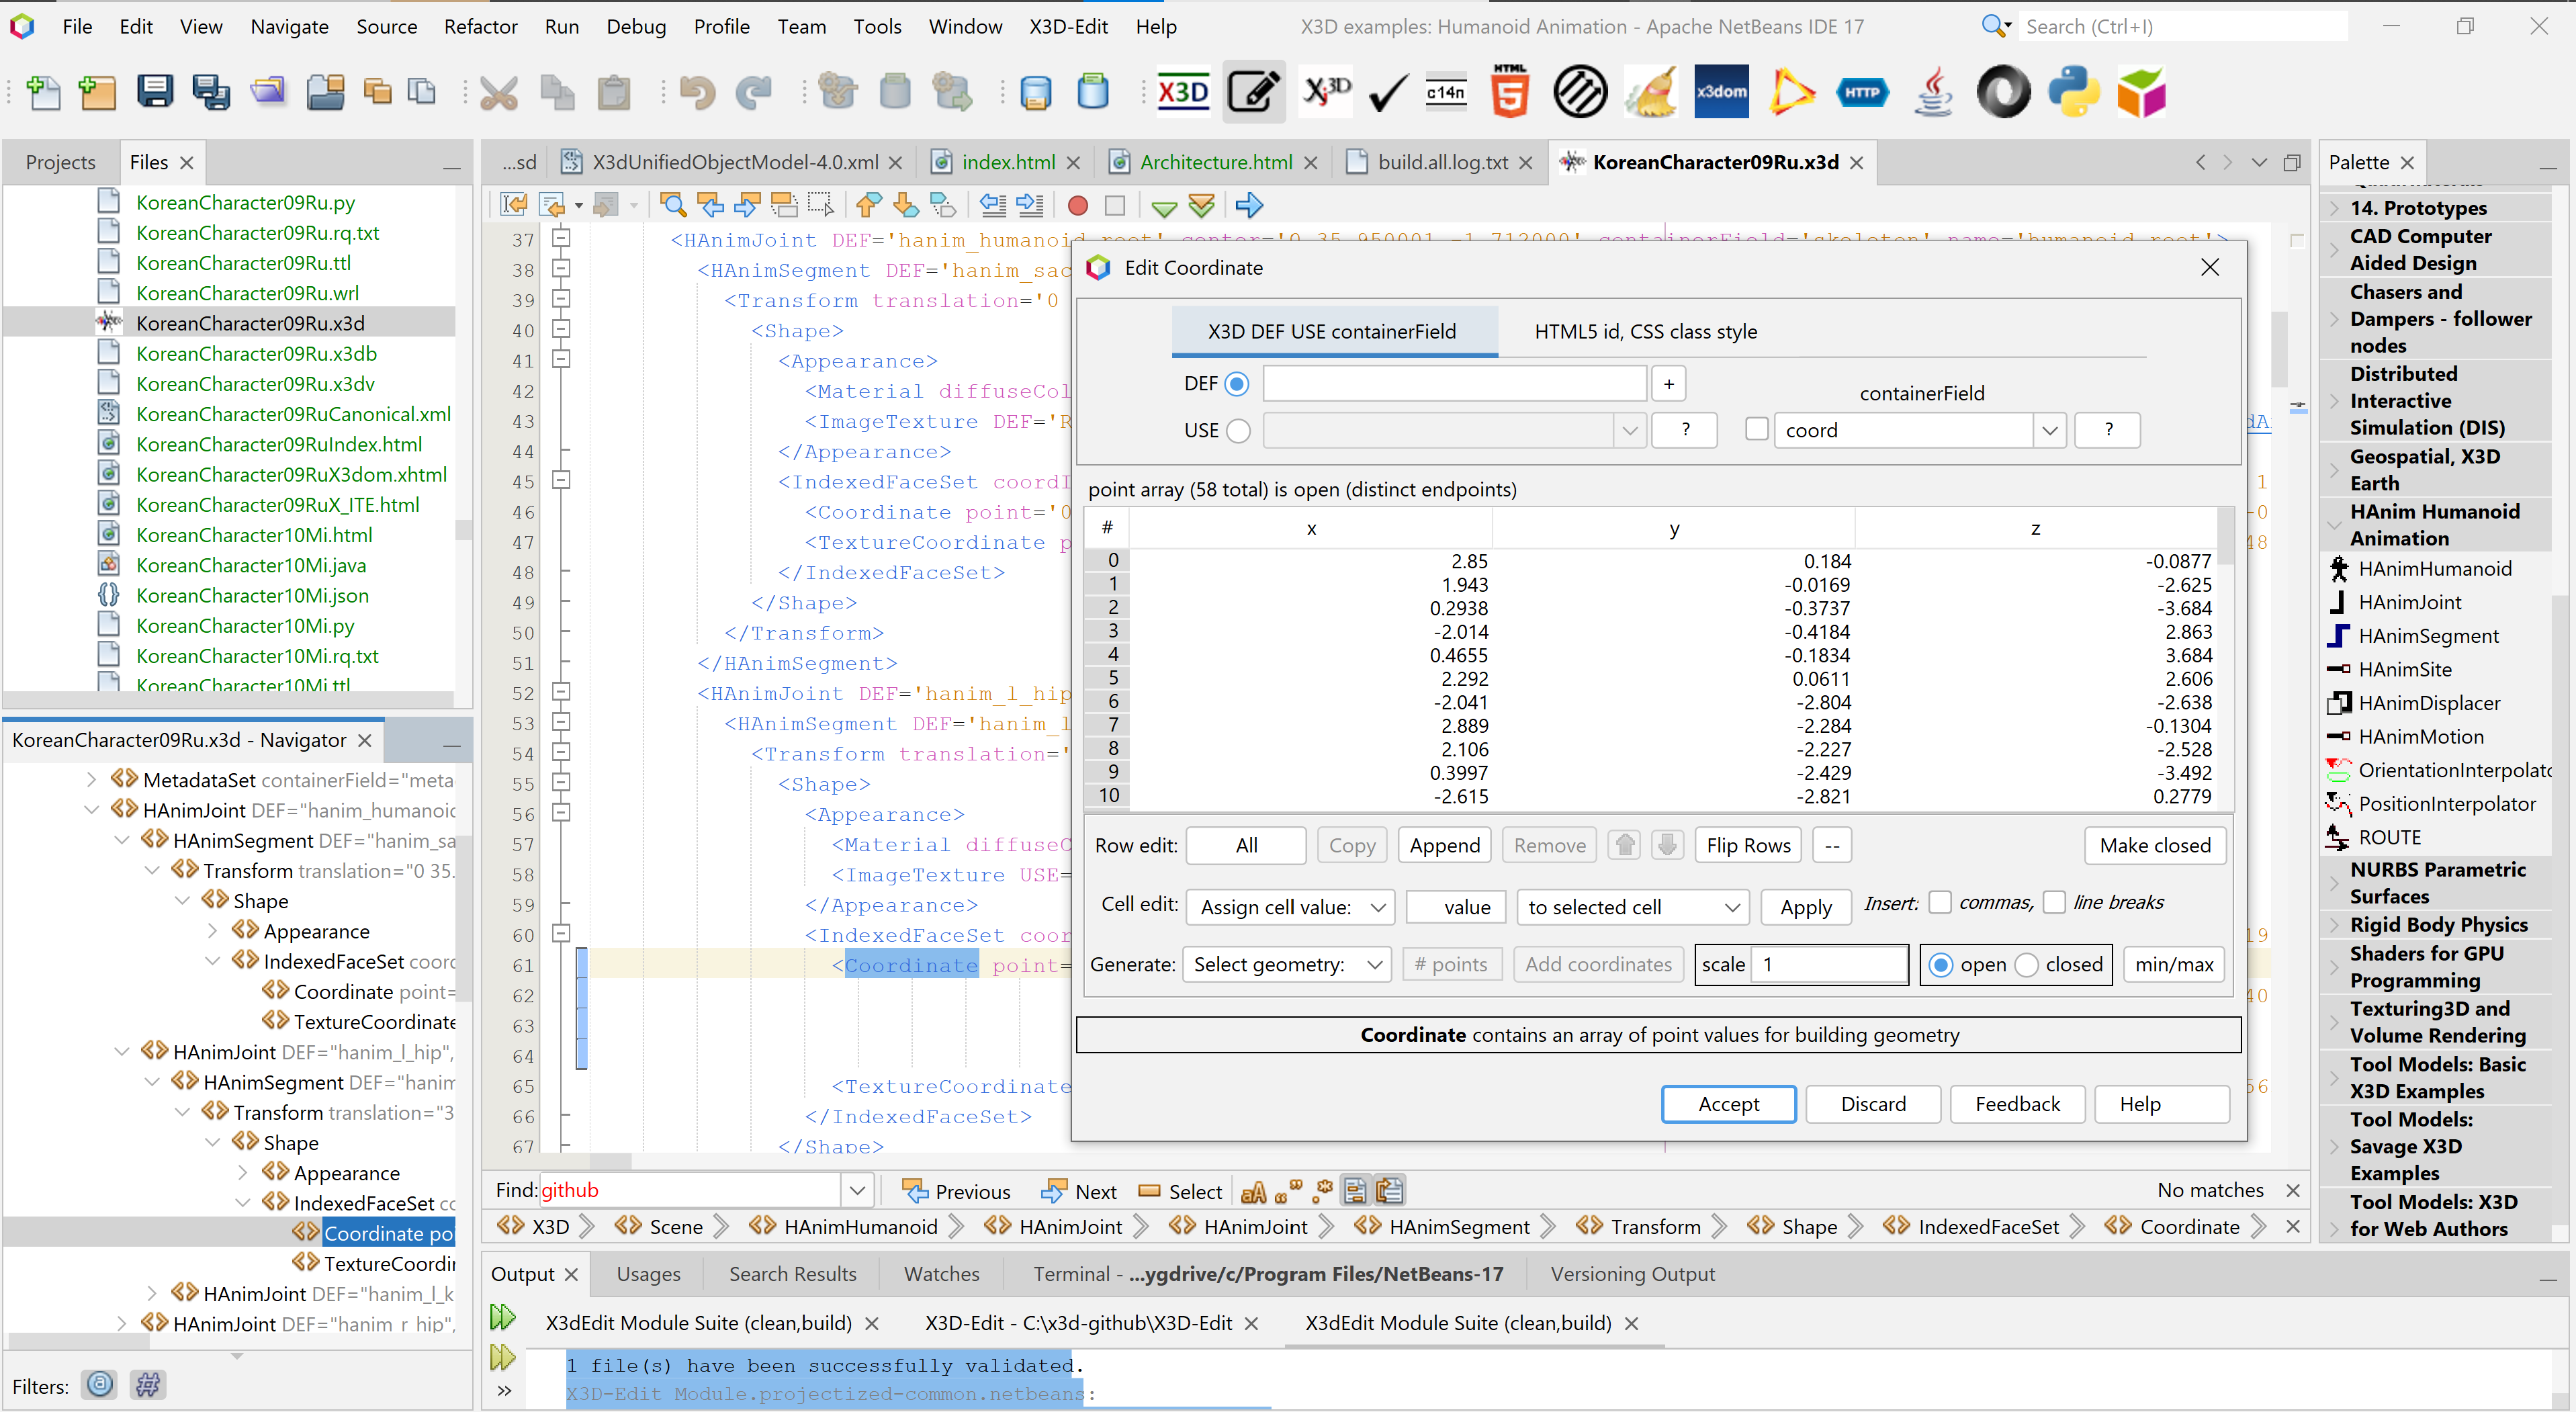 File Edit View Navigate Source Refactor Run Debug Profile Team Tools Window X3D-Edit Help
X3D examples: Humanoid Animation - Apache NetBeans IDE 17
Search (Ctrl+I)
X3D
Xj3D
c14n
HTML
5
x3dom
HTTP
Projects
Files
KoreanCharacter09Ru.py
KoreanCharacter09Ru.rq.txt
KoreanCharacter09Ru.ttl
KoreanCharacter09Ru.wrl
KoreanCharacter09Ru.x3d
KoreanCharacter09Ru.x3db
KoreanCharacter09Ru.x3dv
KoreanCharacter09RuCanonical.xml
KoreanCharacter09RuIndex.html
KoreanCharacter09RuX3dom.xhtml
KoreanCharacter09RuX_ITE.html
KoreanCharacter10Mi.html
KoreanCharacter10Mi.java
KoreanCharacter10Mi.json
KoreanCharacter10Mi.py
KoreanCharacter10Mi.rq.txt
KoreanCharacter10Mi.ttl
KoreanCharacter09Ru.x3d - Navigator
MetadataSet containerField="meta
HAnimJoint DEF="hanim_humanoid
HAnimSegment DEF="hanim_sa
Transform translation="0 35.
Shape
Appearance
IndexedFaceSet coord
Coordinate point=
TextureCoordinate
HAnimJoint DEF="hanim_l_hip",
HAnimSegment DEF="hanim
Transform translation="3
Shape
Appearance
IndexedFaceSet co
Coordinate poi
TextureCoordin
HAnimJoint DEF="hanim_l_k
HAnimJoint DEF="hanim_r_hip",
Filters:
...sd
X3dUnifiedObjectModel-4.0.xml
index.html
Architecture.html
build.all.log.txt
KoreanCharacter09Ru.x3d
37 <HAnimJoint DEF='hanim_humanoid_root' center='0 35.950001 -1.712000' containerField='skeleton' name='humanoid_root'>
38 <HAnimSegment DEF='hanim_sac
39 <Transform translation='0
40 <Shape>
41 <Appearance>
42 <Material diffuseCol
43 <ImageTexture DEF='R
44 </Appearance>
45 <IndexedFaceSet coordI
46 <Coordinate point='0
47 <TextureCoordinate p
48 </IndexedFaceSet>
49 </Shape>
50 </Transform>
51 </HAnimSegment>
52 <HAnimJoint DEF='hanim_l_hip
53 <HAnimSegment DEF='hanim_l
54 <Transform translation='
55 <Shape>
56 <Appearance>
57 <Material diffuseC
58 <ImageTexture USE=
59 </Appearance>
60 <IndexedFaceSet coor
61 <Coordinate point=
62
63
64
65 <TextureCoordinate
66 </IndexedFaceSet>
67 </Shape>
Edit Coordinate
X3D DEF USE containerField
HTML5 id, CSS class style
DEF
+
containerField
USE
?
coord
?
point array (58 total) is open (distinct endpoints)
# x y z
0 2.85 0.184 -0.0877
1 1.943 -0.0169 -2.625
2 0.2938 -0.3737 -3.684
3 -2.014 -0.4184 2.863
4 0.4655 -0.1834 3.684
5 2.292 0.0611 2.606
6 -2.041 -2.804 -2.638
7 2.889 -2.284 -0.1304
8 2.106 -2.227 -2.528
9 0.3997 -2.429 -3.492
10 -2.615 -2.821 0.2779
Row edit: All Copy Append Remove Flip Rows -- Make closed
Cell edit: Assign cell value: value to selected cell Apply Insert: commas, line breaks
Generate: Select geometry: # points Add coordinates scale 1 open closed min/max
Coordinate contains an array of point values for building geometry
Accept Discard Feedback Help
Find: github
Previous Next Select
No matches
X3D Scene HAnimHumanoid HAnimJoint HAnimJoint HAnimSegment Transform Shape IndexedFaceSet Coordinate
Output Usages Search Results Watches Terminal - ...ygdrive/c/Program Files/NetBeans-17 Versioning Output
X3dEdit Module Suite (clean,build) X3D-Edit - C:\x3d-github\X3D-Edit X3dEdit Module Suite (clean,build)
1 file(s) have been successfully validated.
X3D-Edit Module.projectized-common.netbeans:
Palette
14. Prototypes
CAD Computer
Aided Design
Chasers and
Dampers - follower
nodes
Distributed
Interactive
Simulation (DIS)
Geospatial, X3D
Earth
HAnim Humanoid
Animation
HAnimHumanoid
HAnimJoint
HAnimSegment
HAnimSite
HAnimDisplacer
HAnimMotion
OrientationInterpolato
PositionInterpolator
ROUTE
NURBS Parametric
Surfaces
Rigid Body Physics
Shaders for GPU
Programming
Texturing3D and
Volume Rendering
Tool Models: Basic
X3D Examples
Tool Models:
Savage X3D
Examples
Tool Models: X3D
for Web Authors